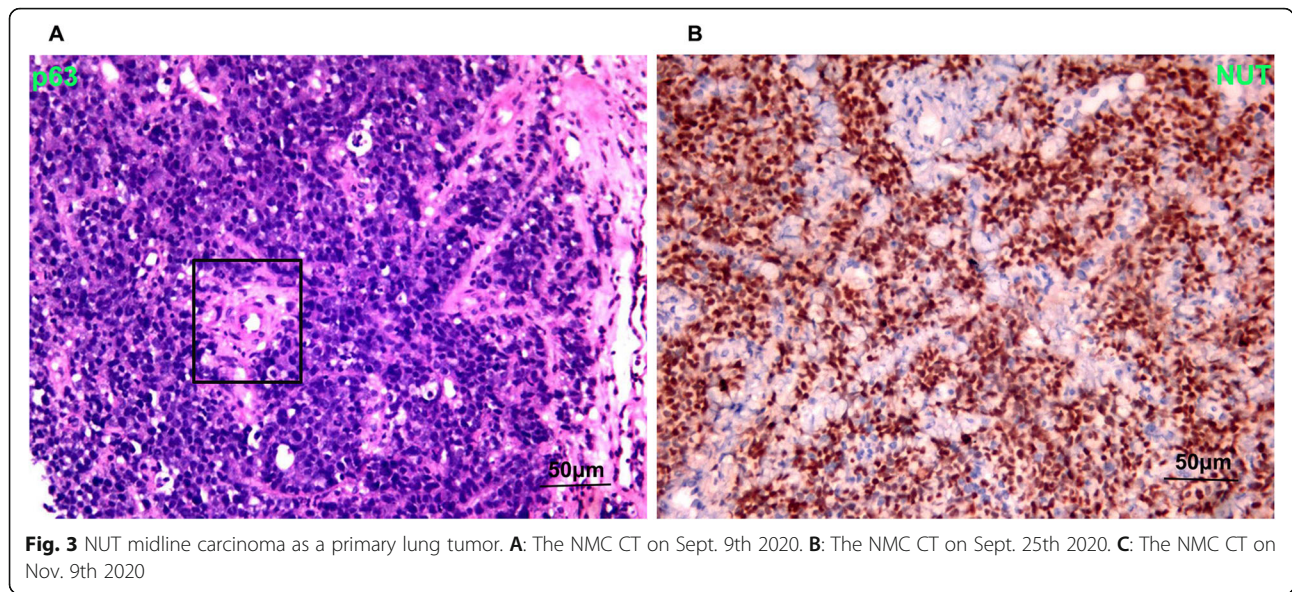 A
B
p63
NUT
50µm
50µm
Fig. 3 NUT midline carcinoma as a primary lung tumor. A: The NMC CT on Sept. 9th 2020. B: The NMC CT on Sept. 25th 2020. C: The NMC CT on
Nov. 9th 2020